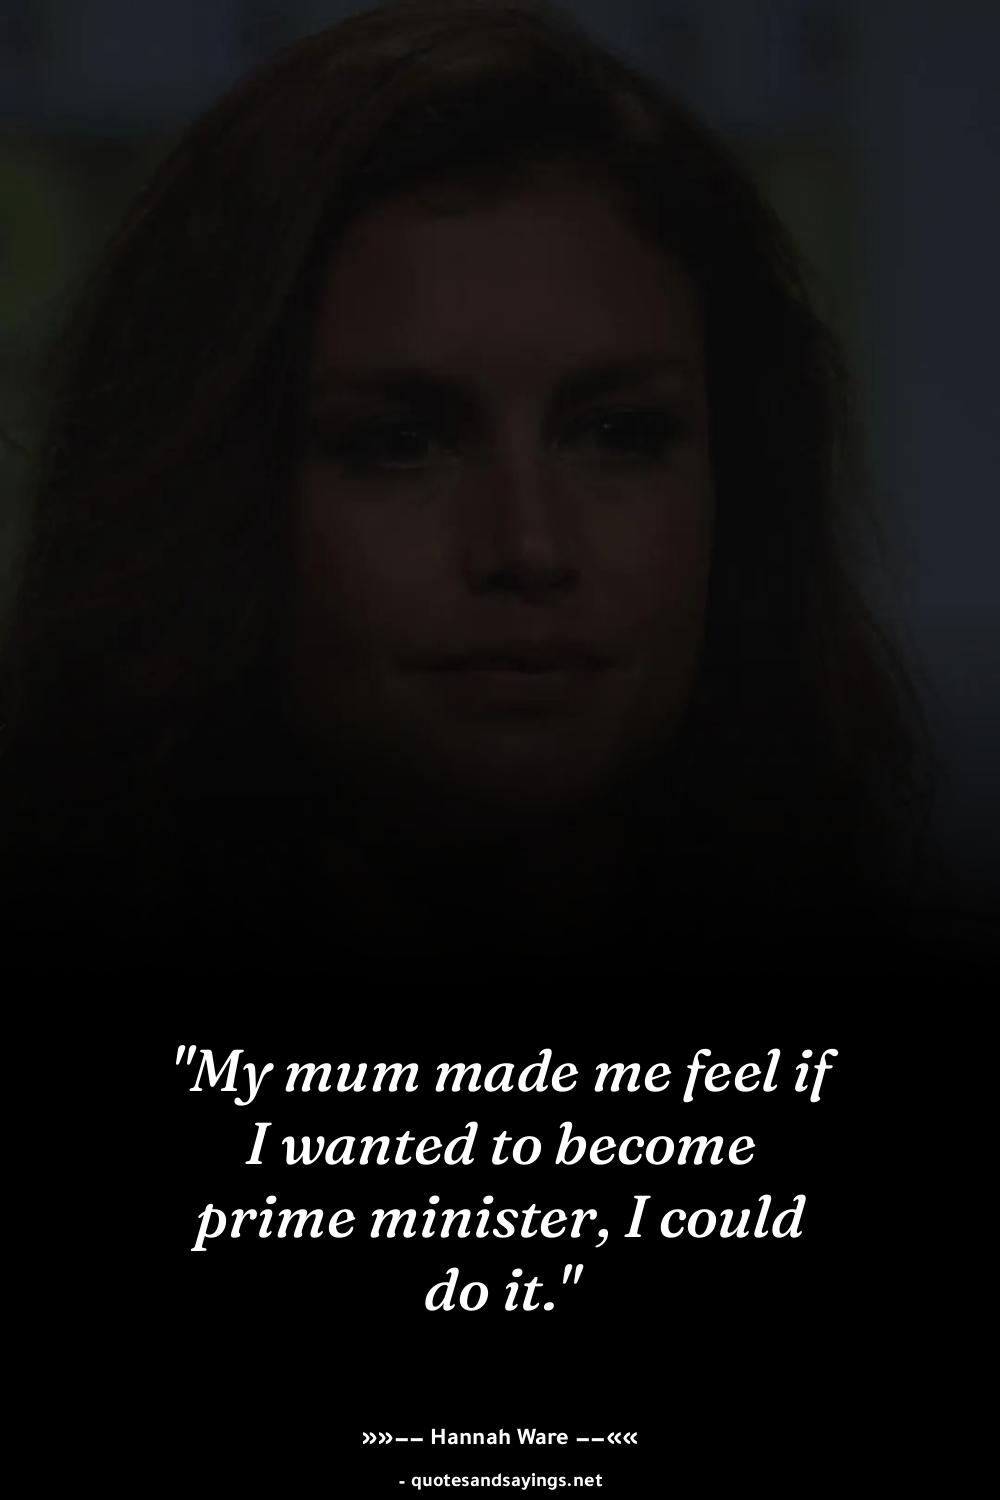 "My mum made me feel if
I wanted to become
prime minister, I could
do it."
»»–– Hannah Ware ––««
- quotesandsayings.net